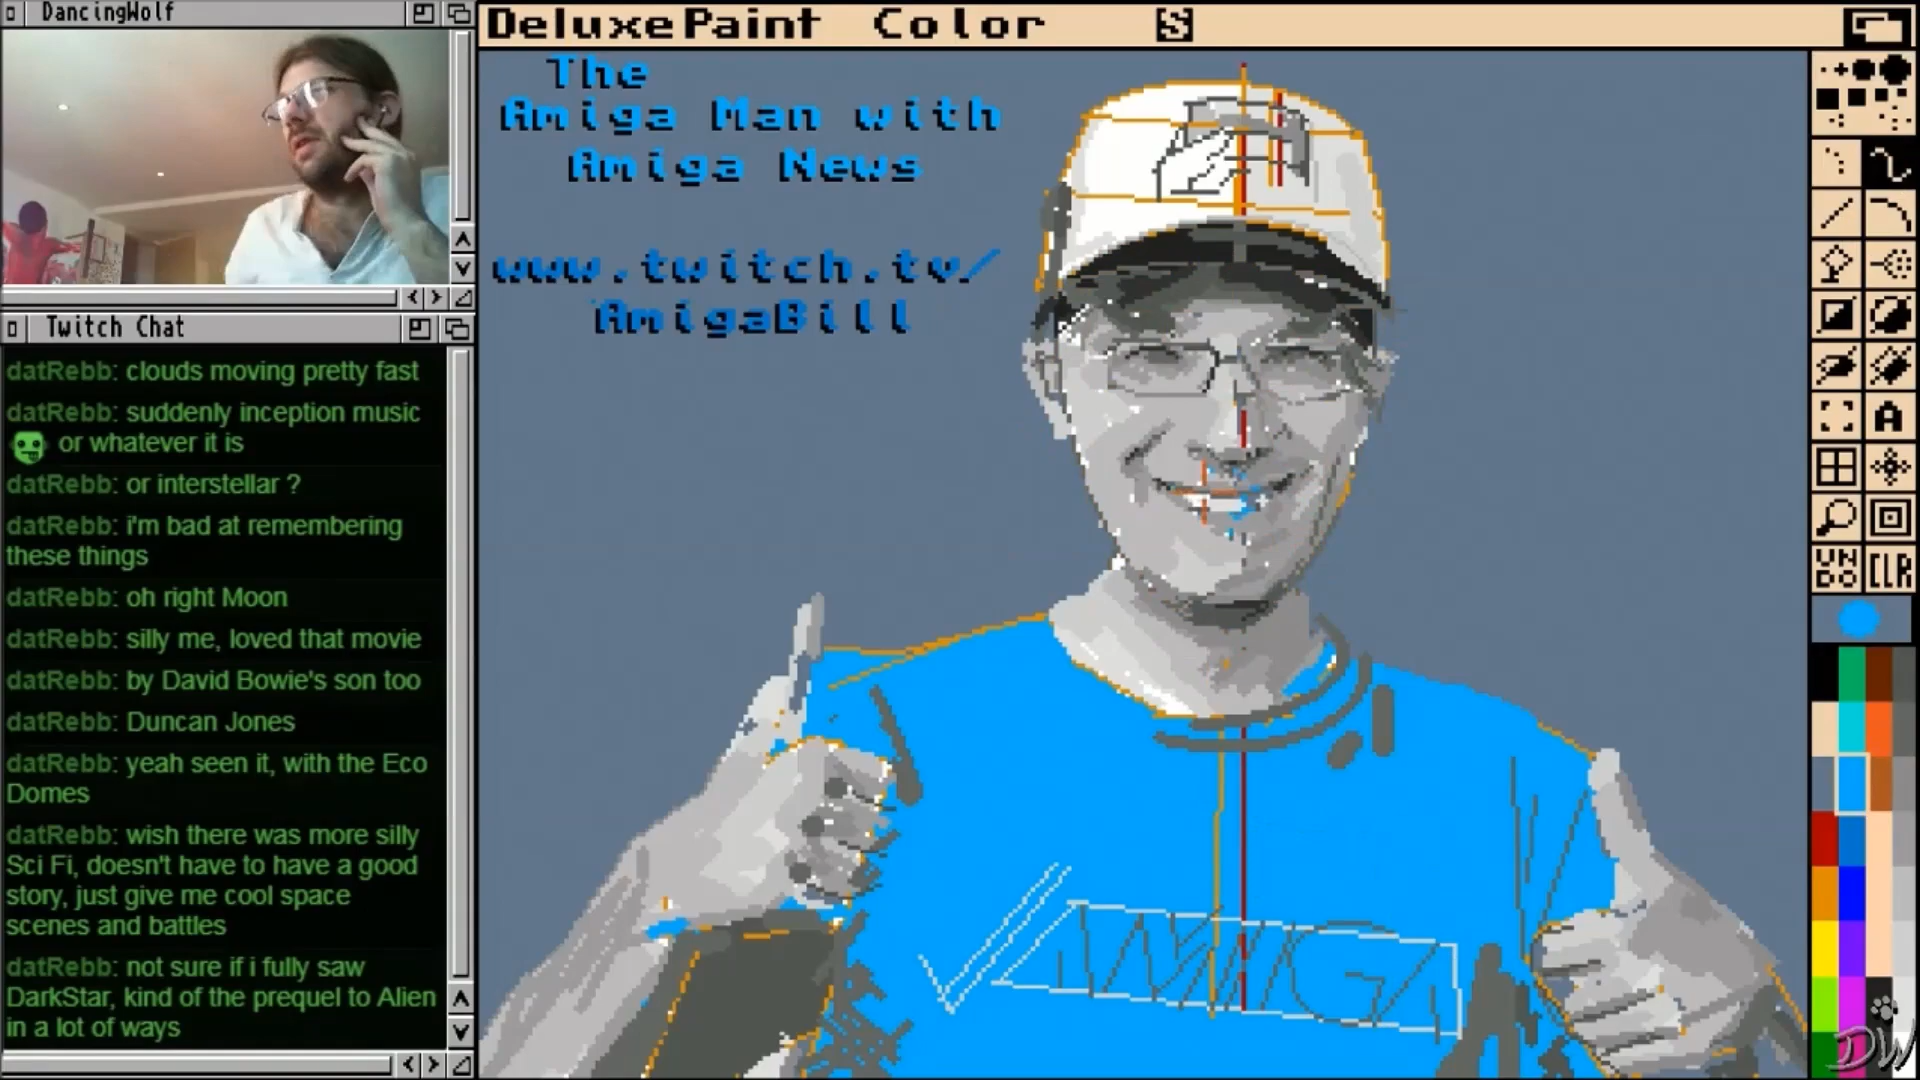 DancingWolf
DeluxePaint Color S
The
Amiga Man with
Amiga News
www.twitch.tv/
AmigaBill
Twitch Chat
datRebb: clouds moving pretty fast
datRebb: suddenly inception music
or whatever it is
datRebb: or interstellar ?
datRebb: i'm bad at remembering
these things
datRebb: oh right Moon
datRebb: silly me, loved that movie
datRebb: by David Bowie's son too
datRebb: Duncan Jones
datRebb: yeah seen it, with the Eco
Domes
datRebb: wish there was more silly
Sci Fi, doesn't have to have a good
story, just give me cool space
scenes and battles
datRebb: not sure if i fully saw
DarkStar, kind of the prequel to Alien
in a lot of ways
AMIGA
A
UN
DO
CLR
DW